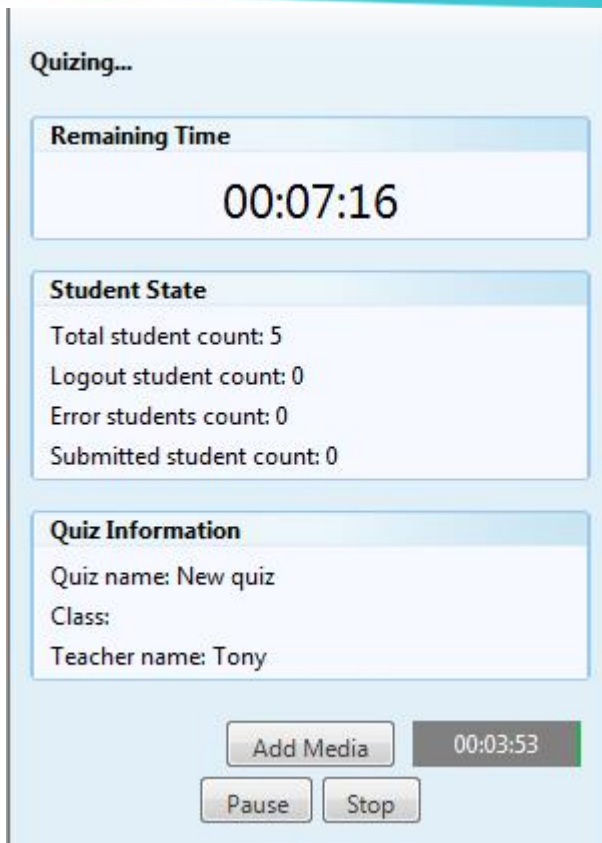 Quizing...
Remaining Time
00:07:16
Student State
Total student count: 5
Logout student count: 0
Error students count: 0
Submitted student count: 0
Quiz Information
Quiz name: New quiz
Class:
Teacher name: Tony
Add Media 00:03:53
Pause Stop